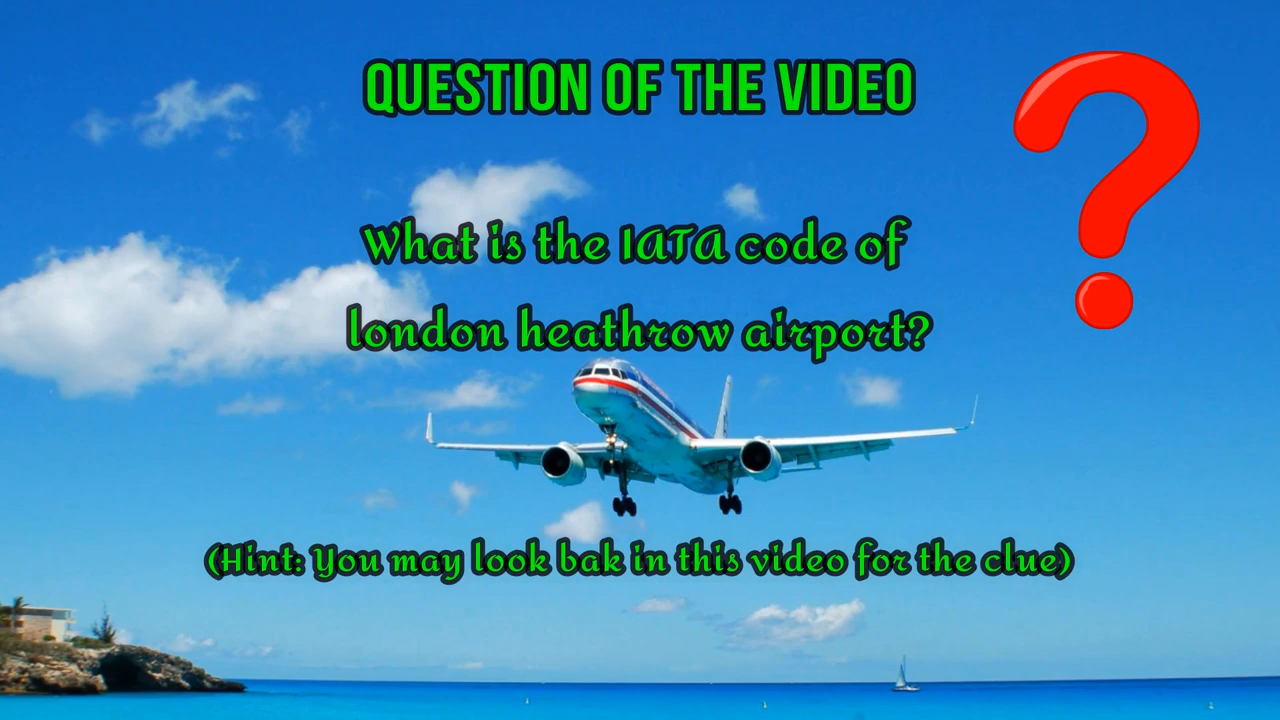 QUESTION OF THE VIDEO
What is the IATA code of
london heathrow airport?
(Hint: You may look bak in this video for the clue)